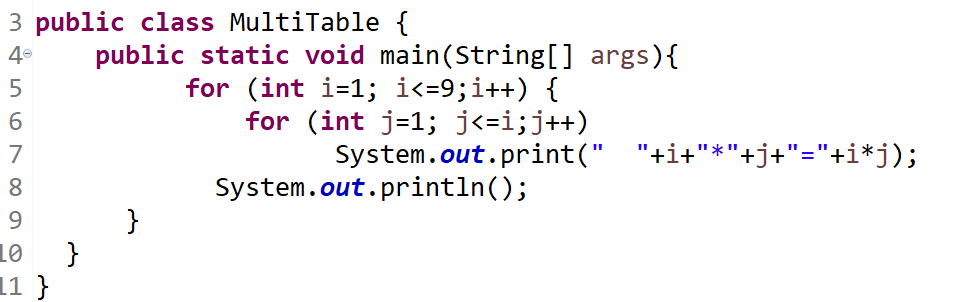 3 public class MultiTable {
4 public static void main(String[] args){
5 for (int i=1; i<=9;i++) {
6 for (int j=1; j<=i;j++)
7 System.out.print("  "+i+"*"+j+"="+i*j);
8 System.out.println();
9 }
10 }
11 }